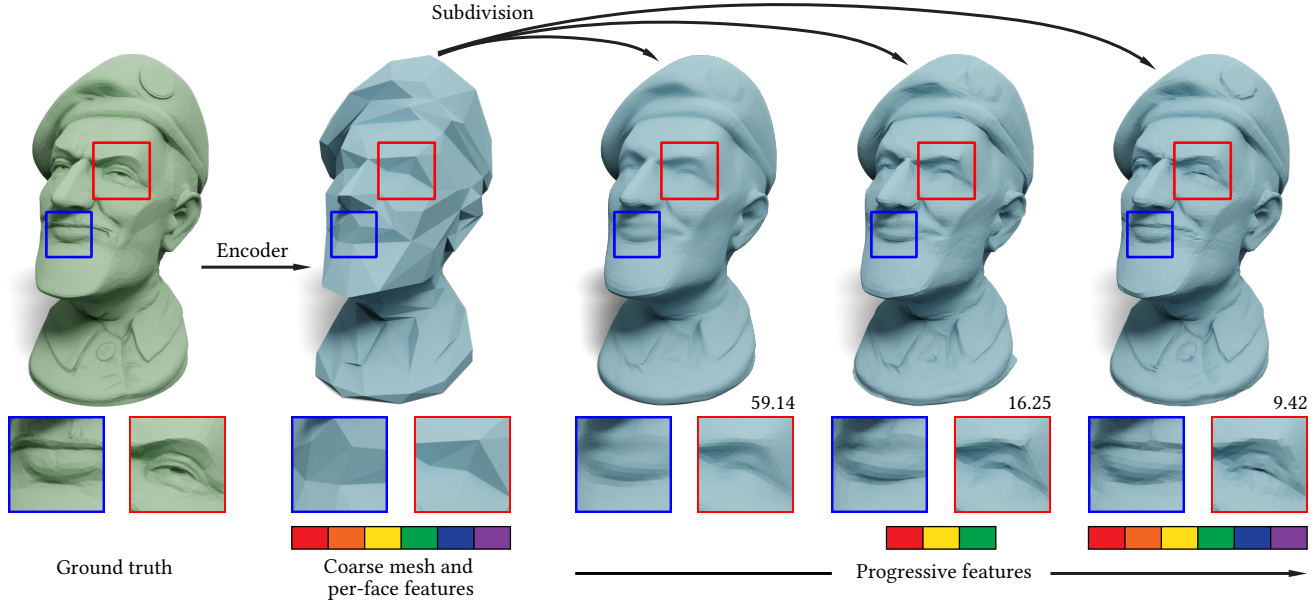 Subdivision
Encoder
59.14
16.25
9.42
Ground truth
Coarse mesh and
per-face features
Progressive features